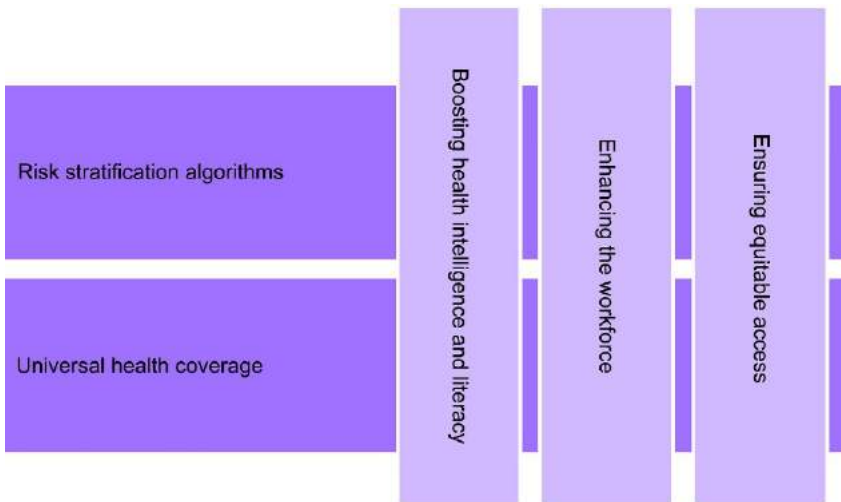 Risk stratification algorithms
Universal health coverage
Boosting health intelligence and literacy
Enhancing the workforce
Ensuring equitable access